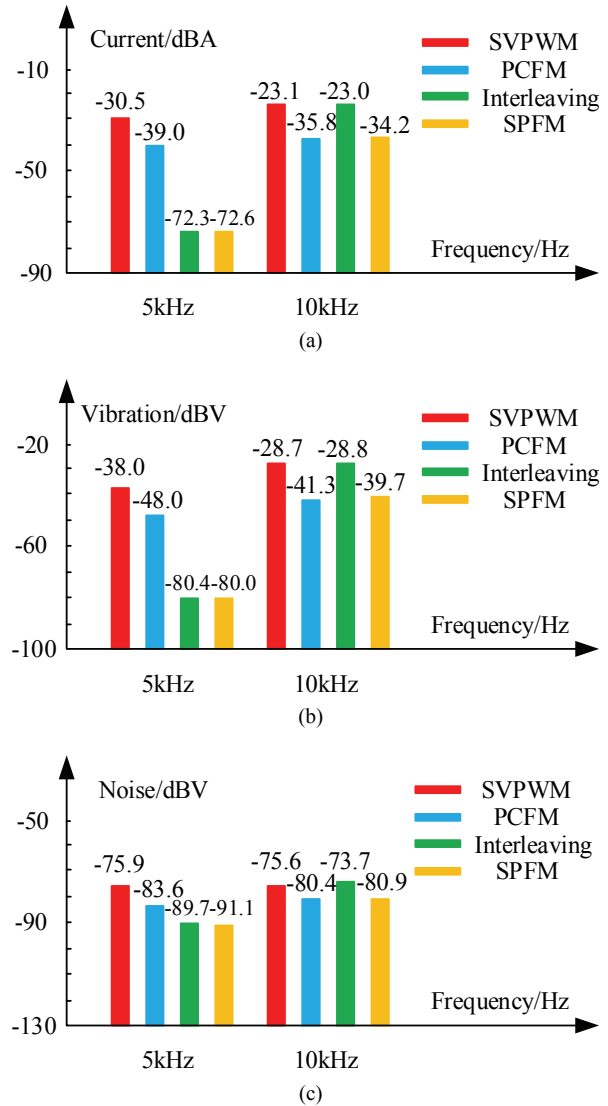 Current/dBA
SVPWM
PCFM
Interleaving
SPFM
-10
-50
-90
-30.5
-39.0
-72.3
-72.6
-23.1
-35.8
-23.0
-34.2
Frequency/Hz
5kHz
10kHz
(a)
Vibration/dBV
SVPWM
PCFM
Interleaving
SPFM
-20
-60
-100
-38.0
-48.0
-80.4
-80.0
-28.7
-41.3
-28.8
-39.7
Frequency/Hz
5kHz
10kHz
(b)
Noise/dBV
SVPWM
PCFM
Interleaving
SPFM
-50
-90
-130
-75.9
-83.6
-89.7
-91.1
-75.6
-80.4
-73.7
-80.9
Frequency/Hz
5kHz
10kHz
(c)